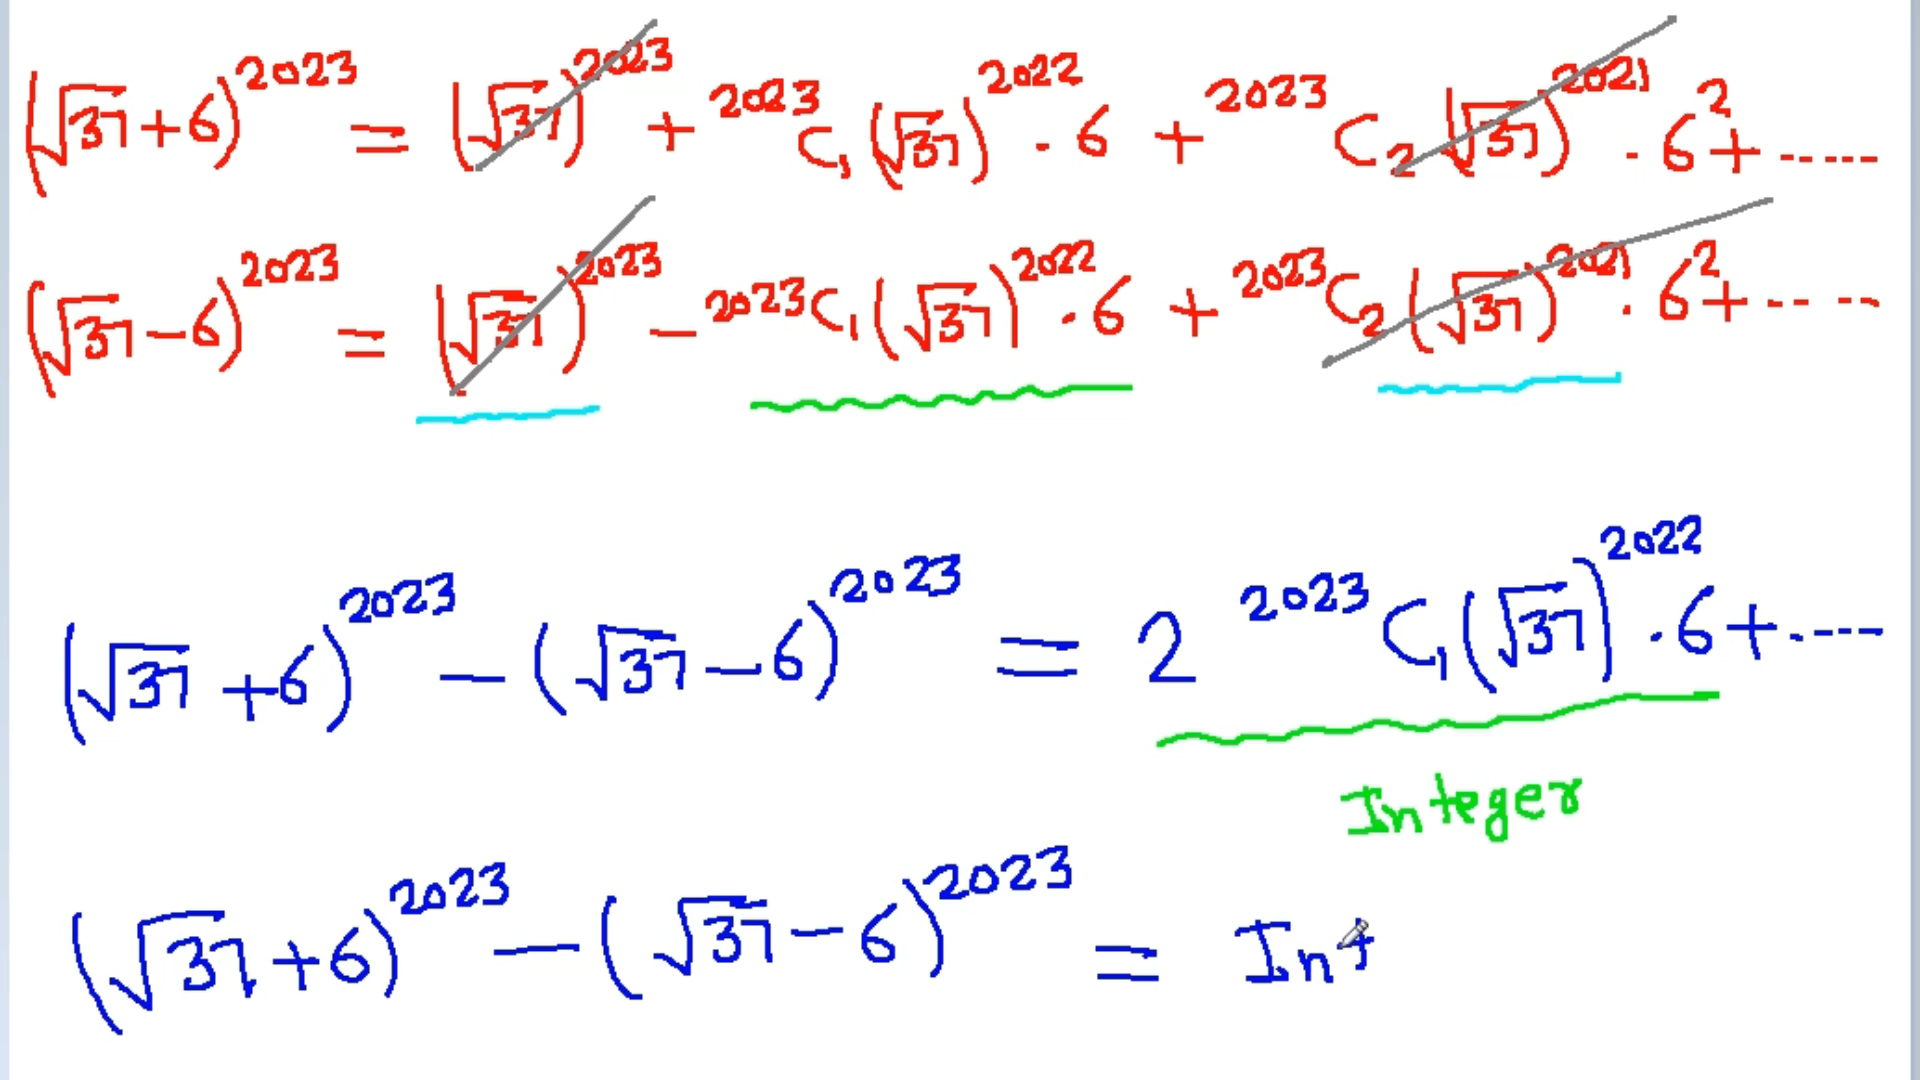 (√37+6)^2023 = (√37)^2023 + ^2023C₁(√37)^2022 · 6 + ^2023C₂(√37)^2021 · 6^2 + .....
(√37-6)^2023 = (√37)^2023 - ^2023C₁(√37)^2022 · 6 + ^2023C₂(√37)^2021 · 6^2 + .....
(√37+6)^2023 - (√37-6)^2023 = 2 ^2023C₁(√37)^2022 · 6 + .....
Integer
(√37+6)^2023 - (√37-6)^2023 = Int